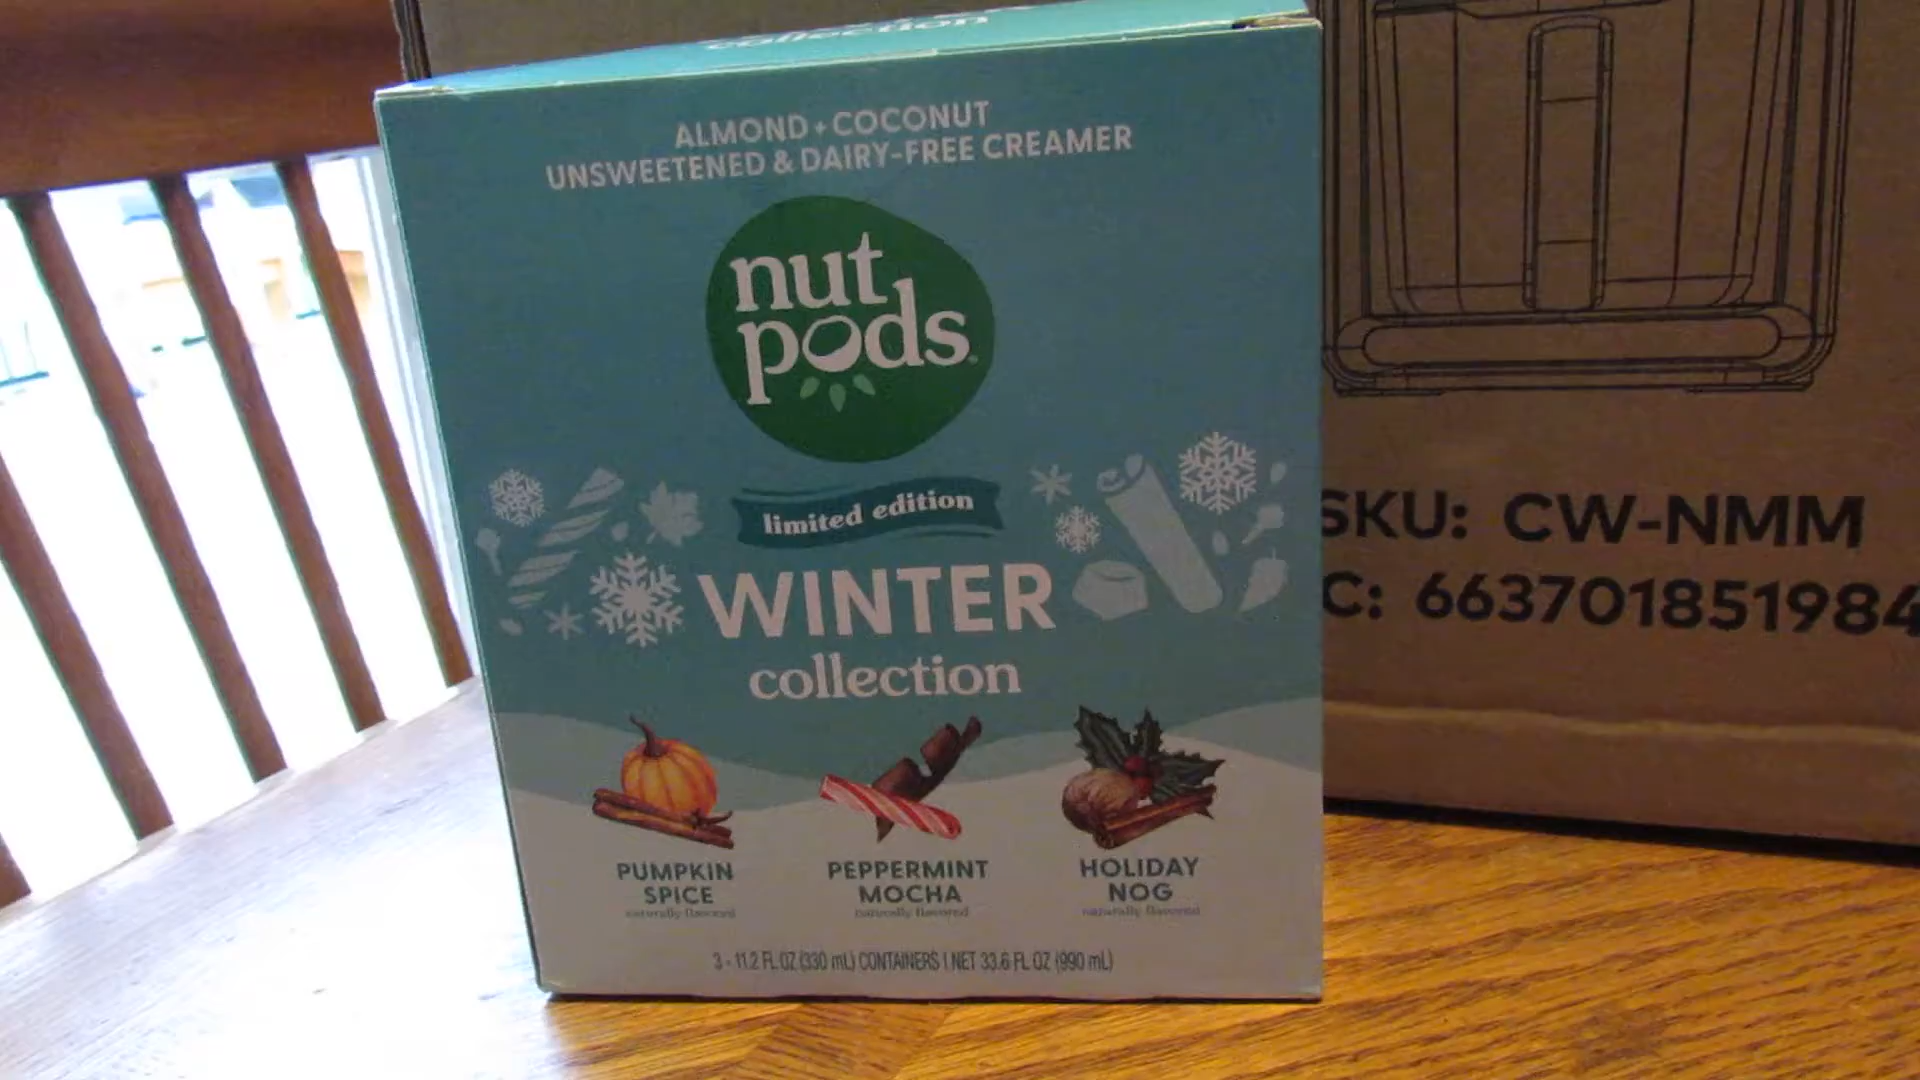 collection
ALMOND + COCONUT
UNSWEETENED & DAIRY-FREE CREAMER
nut
pods
limited edition
WINTER
collection
PUMPKIN
SPICE
naturally flavored
PEPPERMINT
MOCHA
naturally flavored
HOLIDAY
NOG
naturally flavored
3 - 11.2 FL OZ (330 mL) CONTAINERS | NET 33.6 FL OZ (990 mL)
SKU: CW-NMM
C: 663701851984